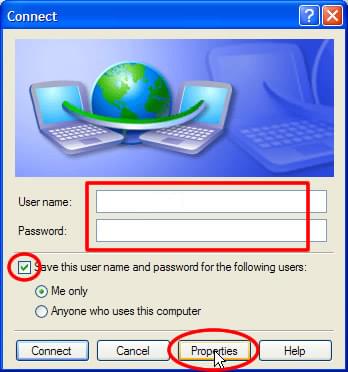 Connect
User name:
Password:
Save this user name and password for the following users:
Me only
Anyone who uses this computer
Connect Cancel Properties Help